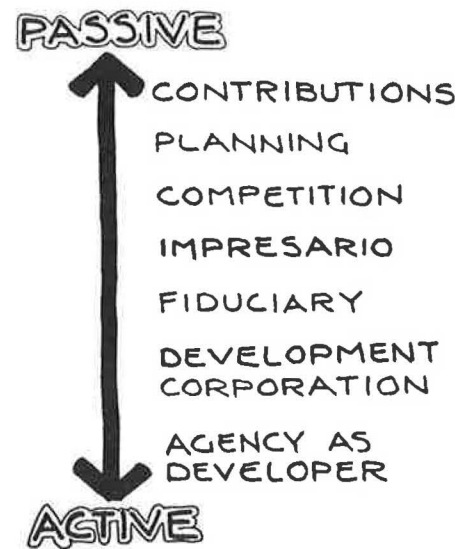 PASSIVE
CONTRIBUTIONS
PLANNING
COMPETITION
IMPRESARIO
FIDUCIARY
DEVELOPMENT
CORPORATION
AGENCY AS
DEVELOPER
ACTIVE